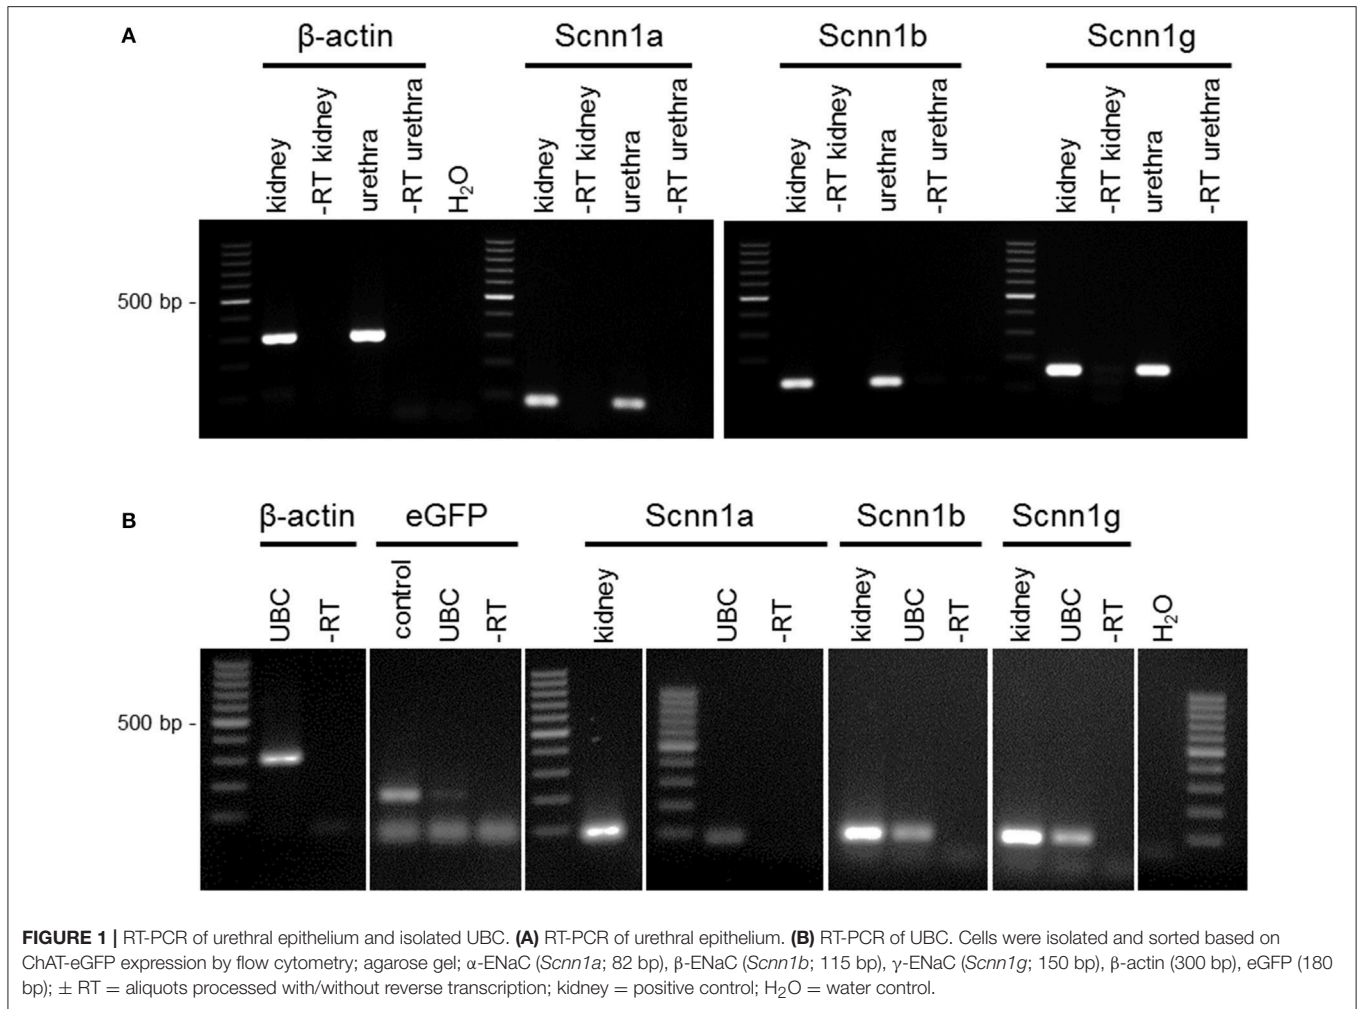 A
β-actin Scnn1a Scnn1b Scnn1g
kidney -RT kidney urethra -RT urethra H₂O kidney -RT kidney urethra -RT urethra kidney -RT kidney urethra -RT urethra kidney -RT kidney urethra -RT urethra
500 bp -
B
β-actin eGFP Scnn1a Scnn1b Scnn1g
UBC -RT control UBC -RT kidney UBC -RT kidney UBC -RT kidney UBC -RT H₂O
500 bp -
FIGURE 1 | RT-PCR of urethral epithelium and isolated UBC. (A) RT-PCR of urethral epithelium. (B) RT-PCR of UBC. Cells were isolated and sorted based on
ChAT-eGFP expression by flow cytometry; agarose gel; α-ENaC (Scnn1a; 82 bp), β-ENaC (Scnn1b; 115 bp), γ-ENaC (Scnn1g; 150 bp), β-actin (300 bp), eGFP (180
bp); ± RT = aliquots processed with/without reverse transcription; kidney = positive control; H₂O = water control.